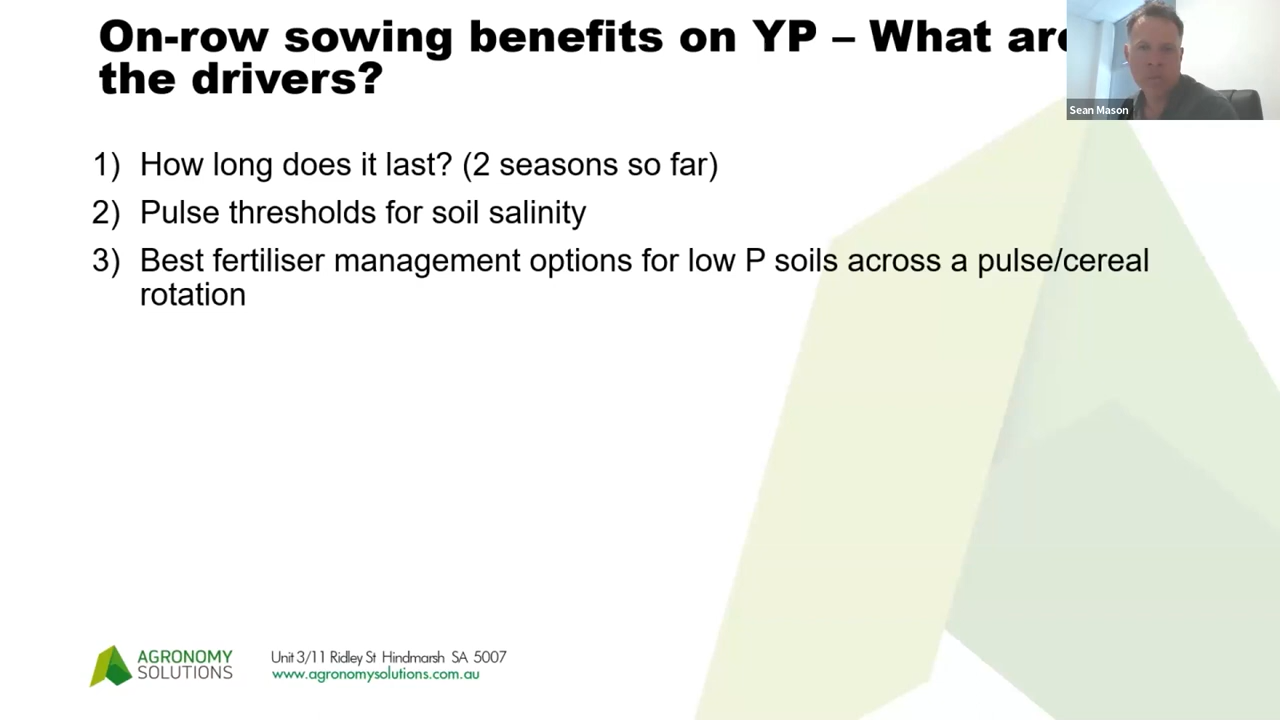 On-row sowing benefits on YP – What are
the drivers?
Sean Mason
1) How long does it last? (2 seasons so far)
2) Pulse thresholds for soil salinity
3) Best fertiliser management options for low P soils across a pulse/cereal
rotation
AGRONOMY
SOLUTIONS
Unit 3/11 Ridley St Hindmarsh SA 5007
www.agronomysolutions.com.au